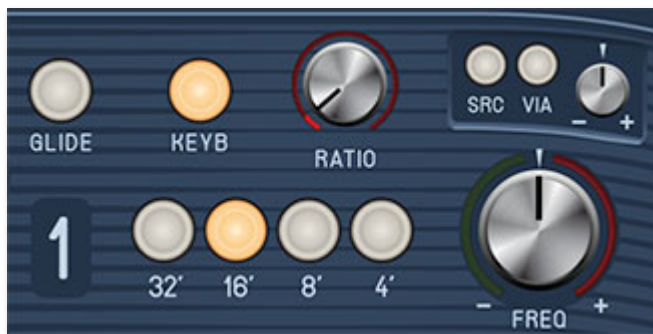 GLIDE KEYB RATIO
SRC VIA
− +
1
32′ 16′ 8′ 4′
− FREQ +